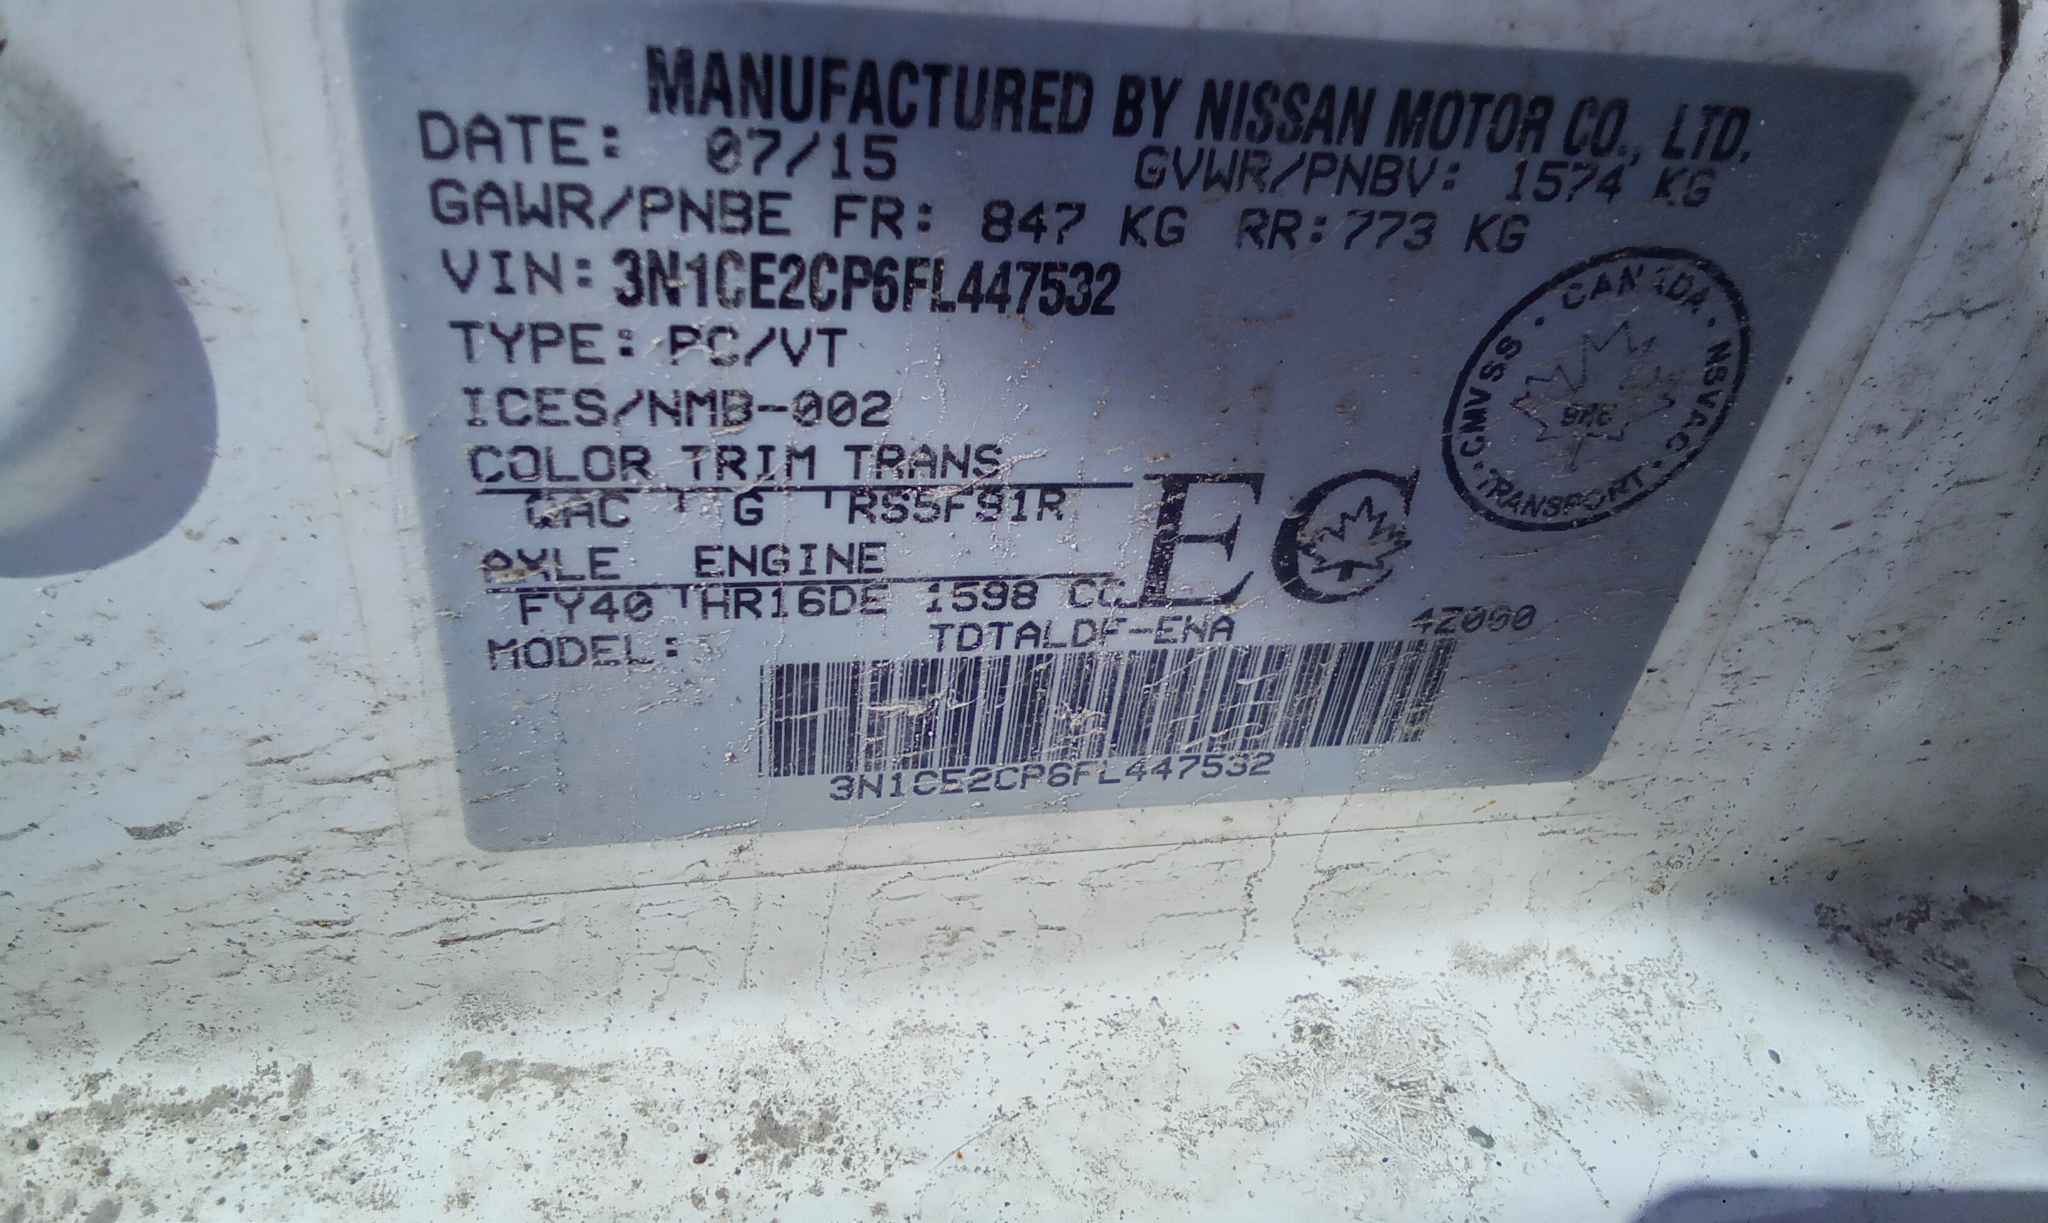 MANUFACTURED BY NISSAN MOTOR CO., LTD.
DATE: 07/15 GVWR/PNBV: 1574 KG
GAWR/PNBE FR: 847 KG RR:773 KG
VIN: 3N1CE2CP6FL447532
TYPE: PC/VT
ICES/NMB-002
COLOR TRIM TRANS
QAC G RS5F91R
AXLE ENGINE
FY40 HR16DE 1598 CC
MODEL: TDTALDF-ENA
3N1CE2CP6FL447532
EC
CANADA · NSVAC · TRANSPORT · CMVSS ·